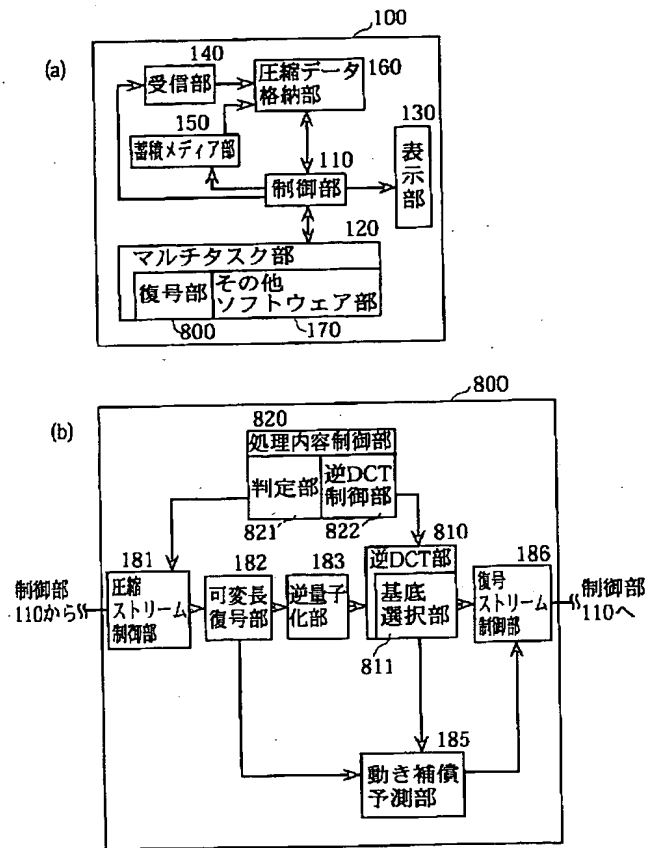 100
(a)
140
受信部
圧縮データ
格納部
160
150
蓄積メディア部
110
制御部
130
表示部
120
マルチタスク部
復号部
その他
ソフトウェア部
800
170
800
(b)
820
処理内容制御部
判定部
逆DCT
制御部
821
822
810
181
182
183
186
制御部
110から
圧縮
ストリーム
制御部
可変長
復号部
逆量子
化部
逆DCT部
基底
選択部
811
復号
ストリーム
制御部
制御部
110へ
185
動き補償
予測部